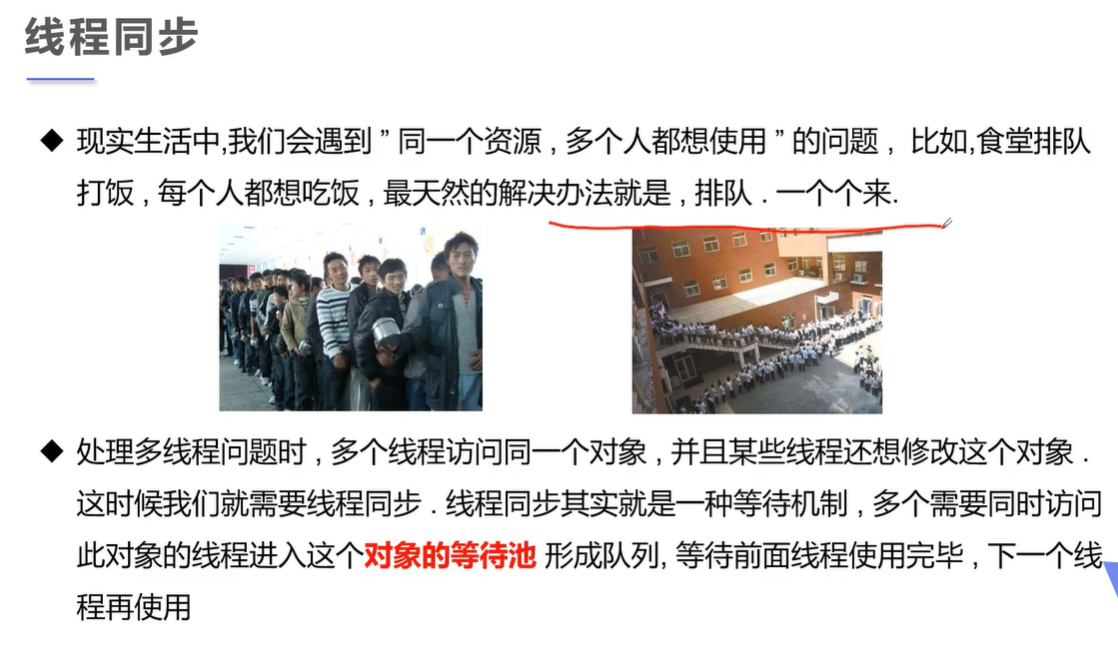 线程同步
◆ 现实生活中,我们会遇到 ” 同一个资源 , 多个人都想使用 ” 的问题 , 比如,食堂排队
打饭 , 每个人都想吃饭 , 最天然的解决办法就是 , 排队 . 一个个来.
◆ 处理多线程问题时 , 多个线程访问同一个对象 , 并且某些线程还想修改这个对象 .
这时候我们就需要线程同步 . 线程同步其实就是一种等待机制 , 多个需要同时访问
此对象的线程进入这个对象的等待池 形成队列, 等待前面线程使用完毕 , 下一个线
程再使用